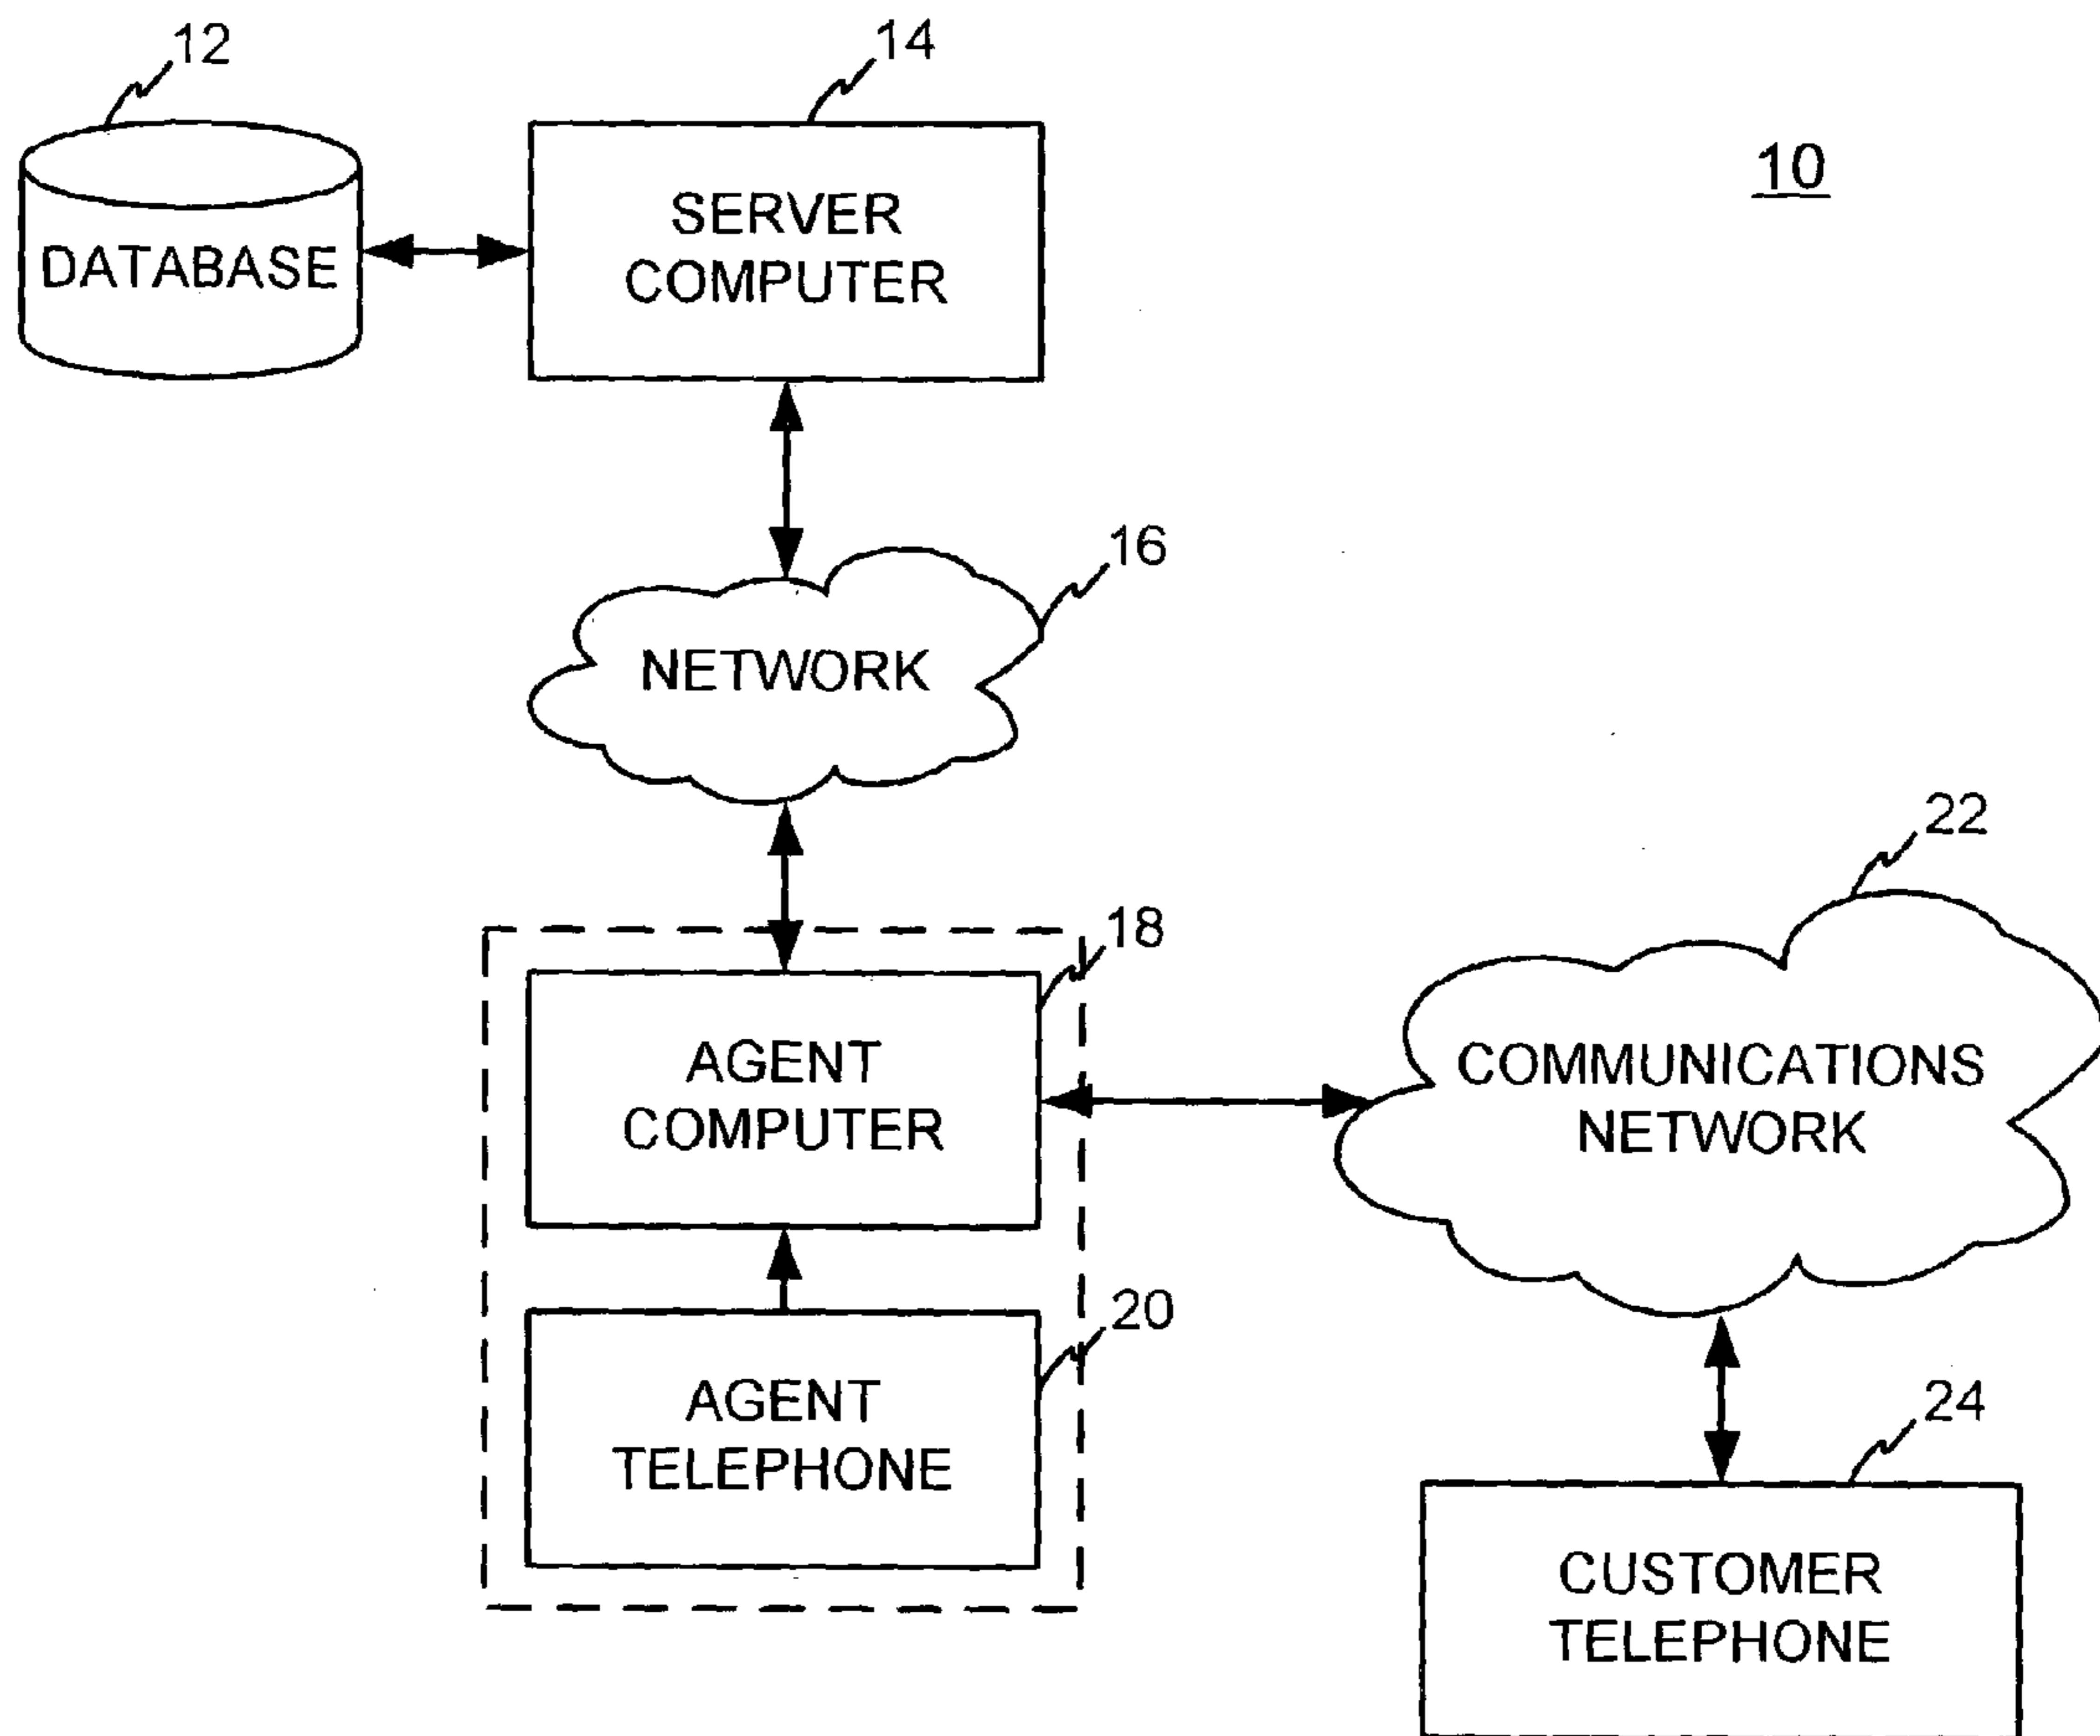 12
14
10
DATABASE
SERVER
COMPUTER
16
NETWORK
22
18
AGENT
COMPUTER
COMMUNICATIONS
NETWORK
20
AGENT
TELEPHONE
24
CUSTOMER
TELEPHONE